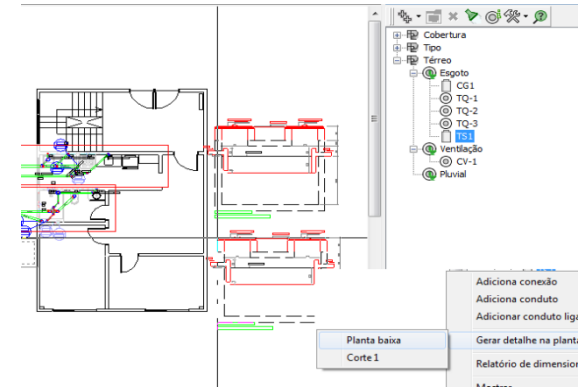 Cobertura
Tipo
Térreo
Esgoto
CG1
TQ-1
TQ-2
TQ-3
TS1
Ventilação
CV-1
Pluvial
Adiciona conexão
Adiciona conduto
Adicionar conduto liga
Planta baixa
Gerar detalhe na planta
Corte 1
Relatório de dimension
Mostrar